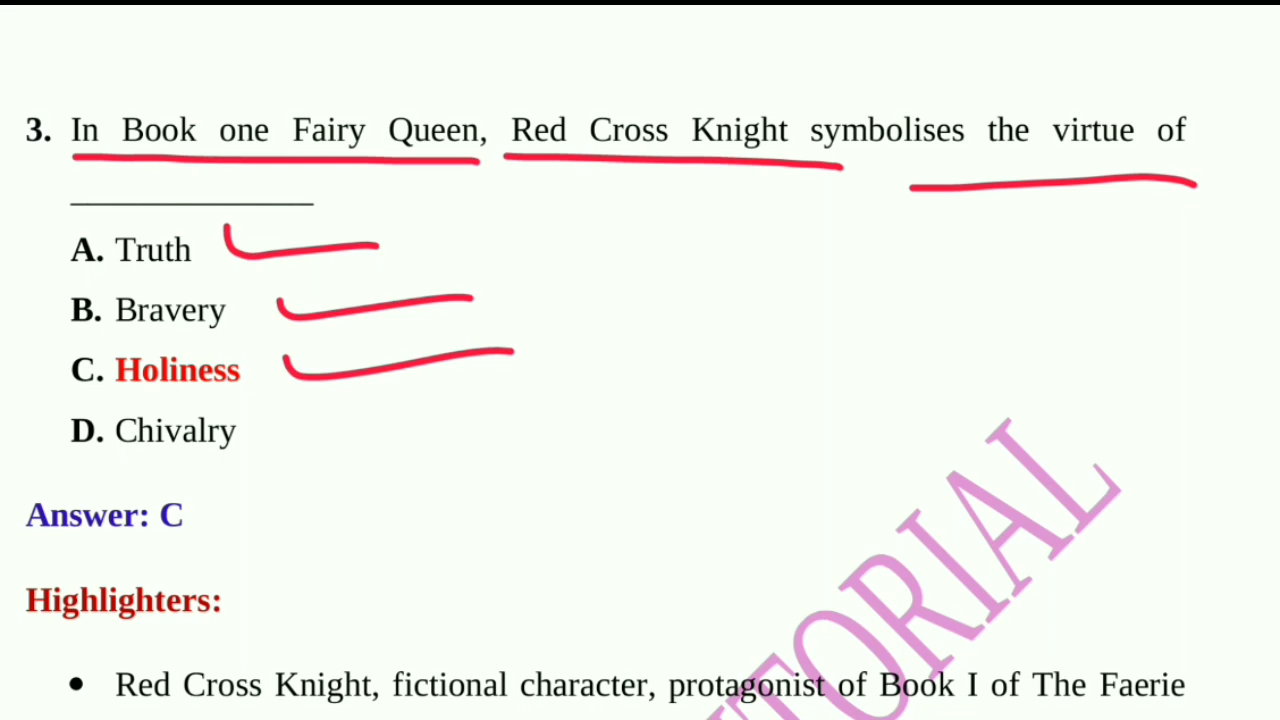 3. In Book one Fairy Queen, Red Cross Knight symbolises the virtue of
_______________
A. Truth
B. Bravery
C. Holiness
D. Chivalry
Answer: C
Highlighters:
• Red Cross Knight, fictional character, protagonist of Book I of The Faerie
TORIAL